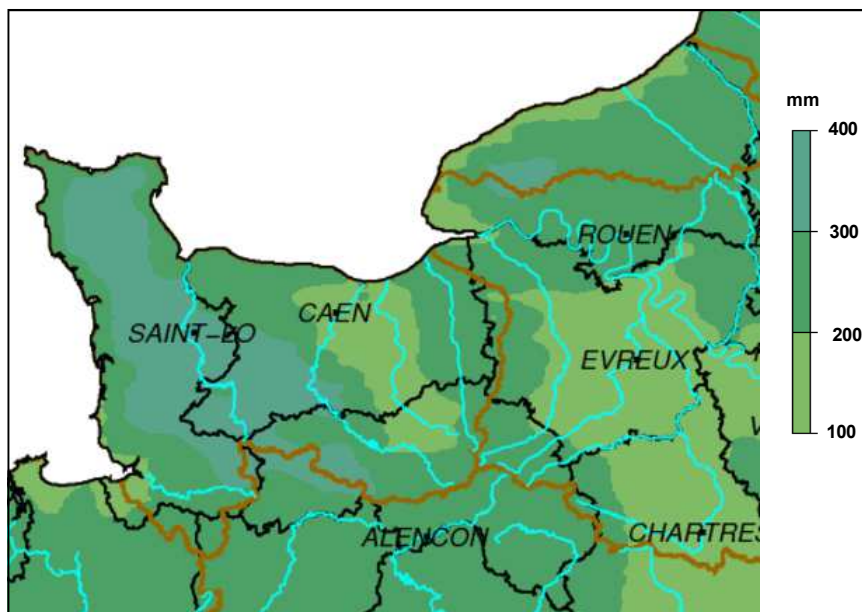 mm
400
300
200
100
ROUEN
CAEN
SAINT-LO
EVREUX
ALENCON
CHARTRES